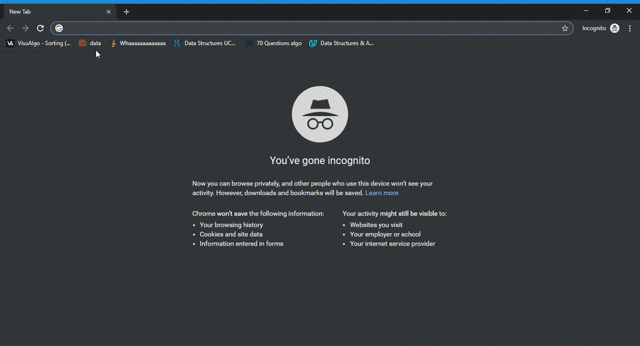 New Tab
Incognito
VisuAlgo - Sorting (... data Whaaaaaaaaaaaaa Data Structures UC... 70 Questions algo Data Structures & A...
You've gone incognito
Now you can browse privately, and other people who use this device won't see your
activity. However, downloads and bookmarks will be saved. Learn more
Chrome won't save the following information:
• Your browsing history
• Cookies and site data
• Information entered in forms
Your activity might still be visible to:
• Websites you visit
• Your employer or school
• Your internet service provider